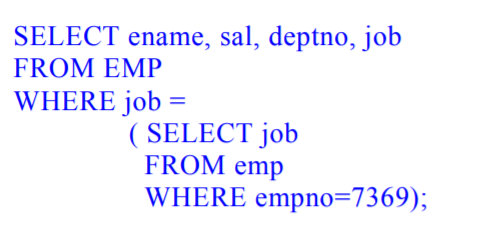 SELECT ename, sal, deptno, job
FROM EMP
WHERE job =
( SELECT job
FROM emp
WHERE empno=7369);